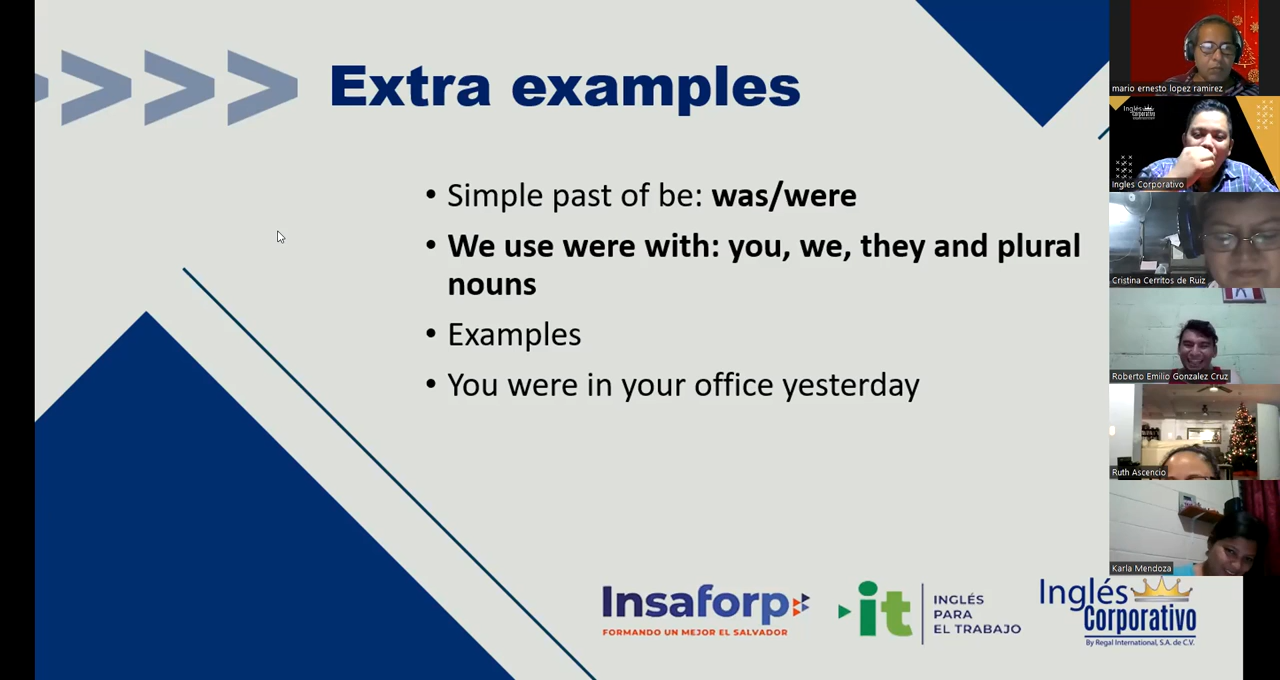 Extra examples
• Simple past of be: was/were
• We use were with: you, we, they and plural
nouns
• Examples
• You were in your office yesterday
Insaforp
FORMANDO UN MEJOR EL SALVADOR
it
INGLÉS
PARA
EL TRABAJO
Inglés
Corporativo
By Regal International, S.A. de C.V.
mario ernesto lopez ramirez
Inglés
Corporativo
Ingles Corporativo
Cristina Cerritos de Ruiz
Roberto Emilio Gonzalez Cruz
Ruth Ascencio
Karla Mendoza